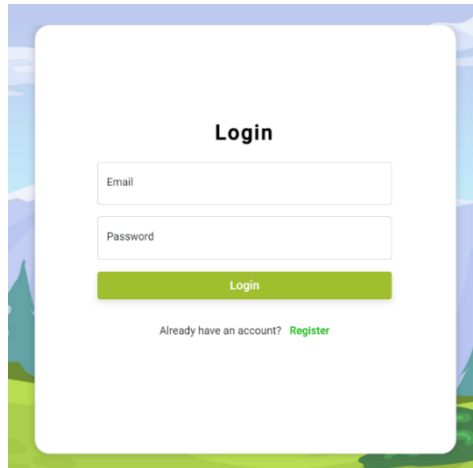 Login
Email
Password
Login
Already have an account? Register